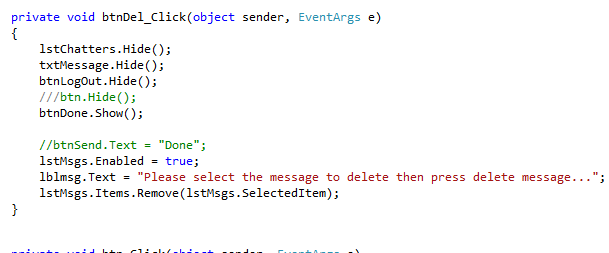 private void btnDel_Click(object sender, EventArgs e)
{
lstChatters.Hide();
txtMessage.Hide();
btnLogOut.Hide();
///btn.Hide();
btnDone.Show();
//btnSend.Text = "Done";
lstMsgs.Enabled = true;
lblmsg.Text = "Please select the message to delete then press delete message...";
lstMsgs.Items.Remove(lstMsgs.SelectedItem);
}
private void btn_Click(object sender, EventArgs e)